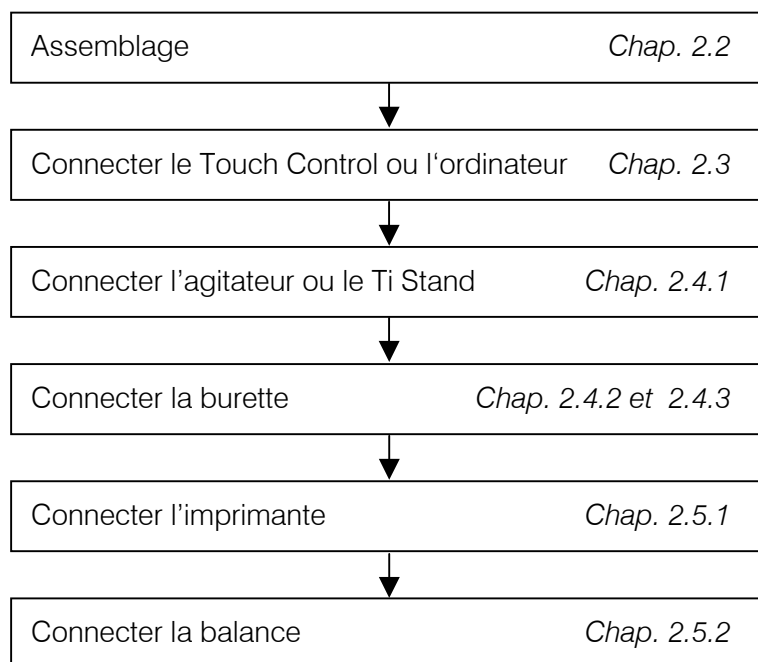 Assemblage Chap. 2.2
Connecter le Touch Control ou l‘ordinateur Chap. 2.3
Connecter l’agitateur ou le Ti Stand Chap. 2.4.1
Connecter la burette Chap. 2.4.2 et 2.4.3
Connecter l’imprimante Chap. 2.5.1
Connecter la balance Chap. 2.5.2